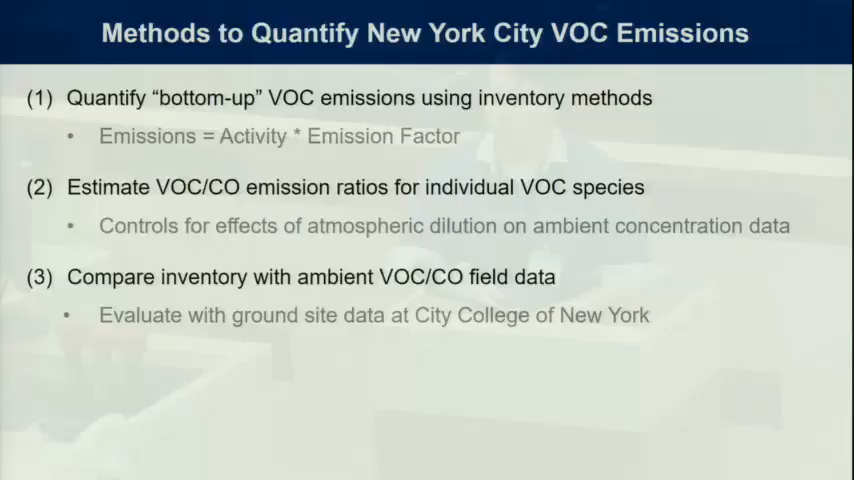 Methods to Quantify New York City VOC Emissions
(1) Quantify “bottom-up” VOC emissions using inventory methods
• Emissions = Activity * Emission Factor
(2) Estimate VOC/CO emission ratios for individual VOC species
• Controls for effects of atmospheric dilution on ambient concentration data
(3) Compare inventory with ambient VOC/CO field data
• Evaluate with ground site data at City College of New York